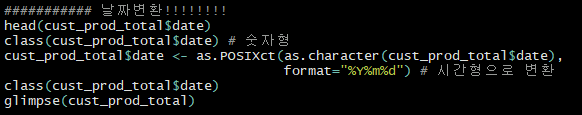 ########### 날짜변환!!!!!!!!
head(cust_prod_total$date)
class(cust_prod_total$date) # 숫자형
cust_prod_total$date <- as.POSIXct(as.character(cust_prod_total$date),
format="%Y%m%d") # 시간형으로 변환
class(cust_prod_total$date)
glimpse(cust_prod_total)